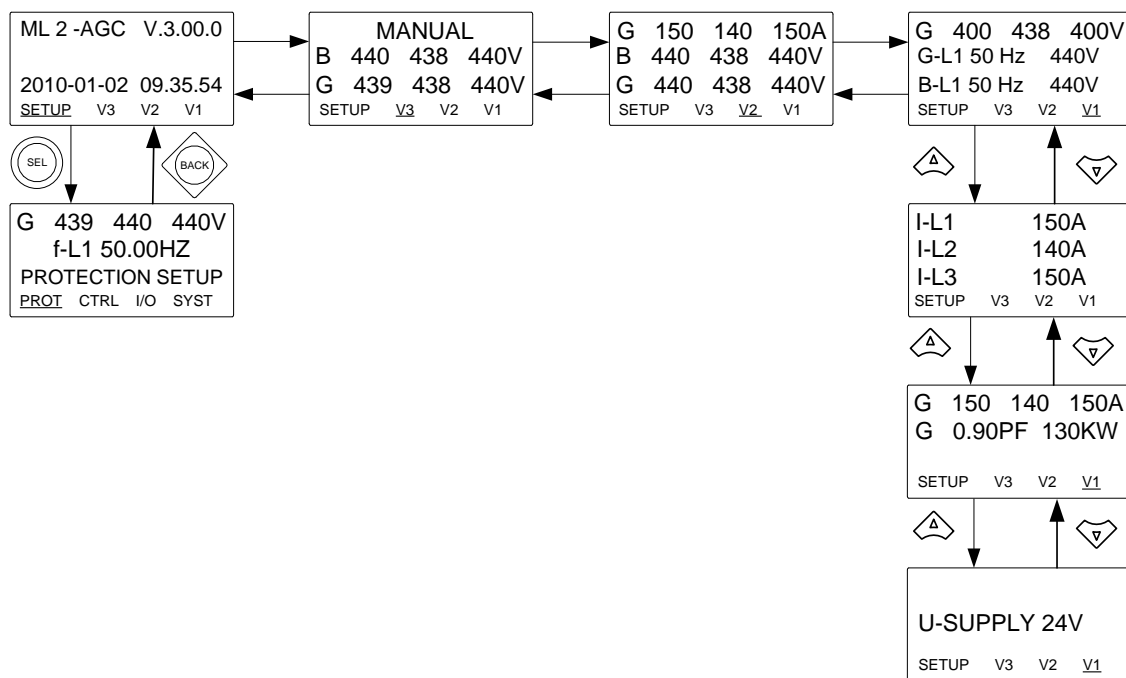 ML 2 -AGC V.3.00.0
2010-01-02 09.35.54
SETUP V3 V2 V1
MANUAL
B 440 438 440V
G 439 438 440V
SETUP V3 V2 V1
G 150 140 150A
B 440 438 440V
G 440 438 440V
SETUP V3 V2 V1
G 400 438 400V
G-L1 50 Hz 440V
B-L1 50 Hz 440V
SETUP V3 V2 V1
SEL
BACK
G 439 440 440V
f-L1 50.00HZ
PROTECTION SETUP
PROT CTRL I/O SYST
I-L1 150A
I-L2 140A
I-L3 150A
SETUP V3 V2 V1
G 150 140 150A
G 0.90PF 130KW
SETUP V3 V2 V1
U-SUPPLY 24V
SETUP V3 V2 V1